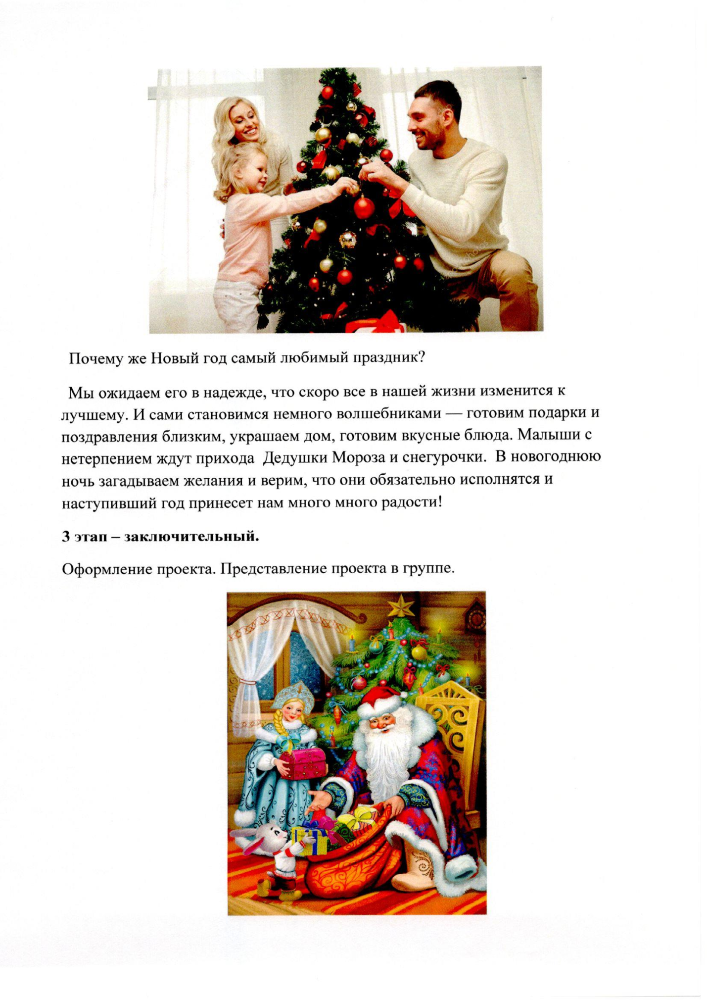 Почему же Новый год самый любимый праздник?
Мы ожидаем его в надежде, что скоро все в нашей жизни изменится к
лучшему. И сами становимся немного волшебниками — готовим подарки и
поздравления близким, украшаем дом, готовим вкусные блюда. Малыши с
нетерпением ждут прихода  Дедушки Мороза и снегурочки.  В новогоднюю
ночь загадываем желания и верим, что они обязательно исполнятся и
наступивший год принесет нам много много радости!
3 этап – заключительный.
Оформление проекта. Представление проекта в группе.